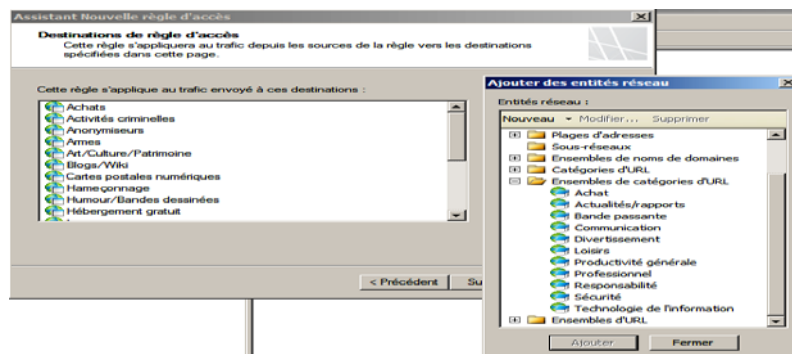 Assistant Nouvelle règle d'accès
Destinations de règle d'accès
Cette règle s'appliquera au trafic depuis les sources de la règle vers les destinations
spécifiées dans cette page.
Cette règle s'applique au trafic envoyé à ces destinations :
Achats
Activités criminelles
Anonymiseurs
Armes
Art/Culture/Patrimoine
Blogs/Wiki
Cartes postales numériques
Hameçonnage
Humour/Bandes dessinées
Hébergement gratuit
< Précédent
Su
Ajouter des entités réseau
Entités réseau :
Nouveau Modifier... Supprimer
Plages d'adresses
Sous-réseaux
Ensembles de noms de domaines
Catégories d'URL
Ensembles de catégories d'URL
Achat
Actualités/rapports
Bande passante
Communication
Divertissement
Loisirs
Productivité générale
Professionnel
Responsabilité
Sécurité
Technologie de l'information
Ensembles d'URL
Ajouter Fermer